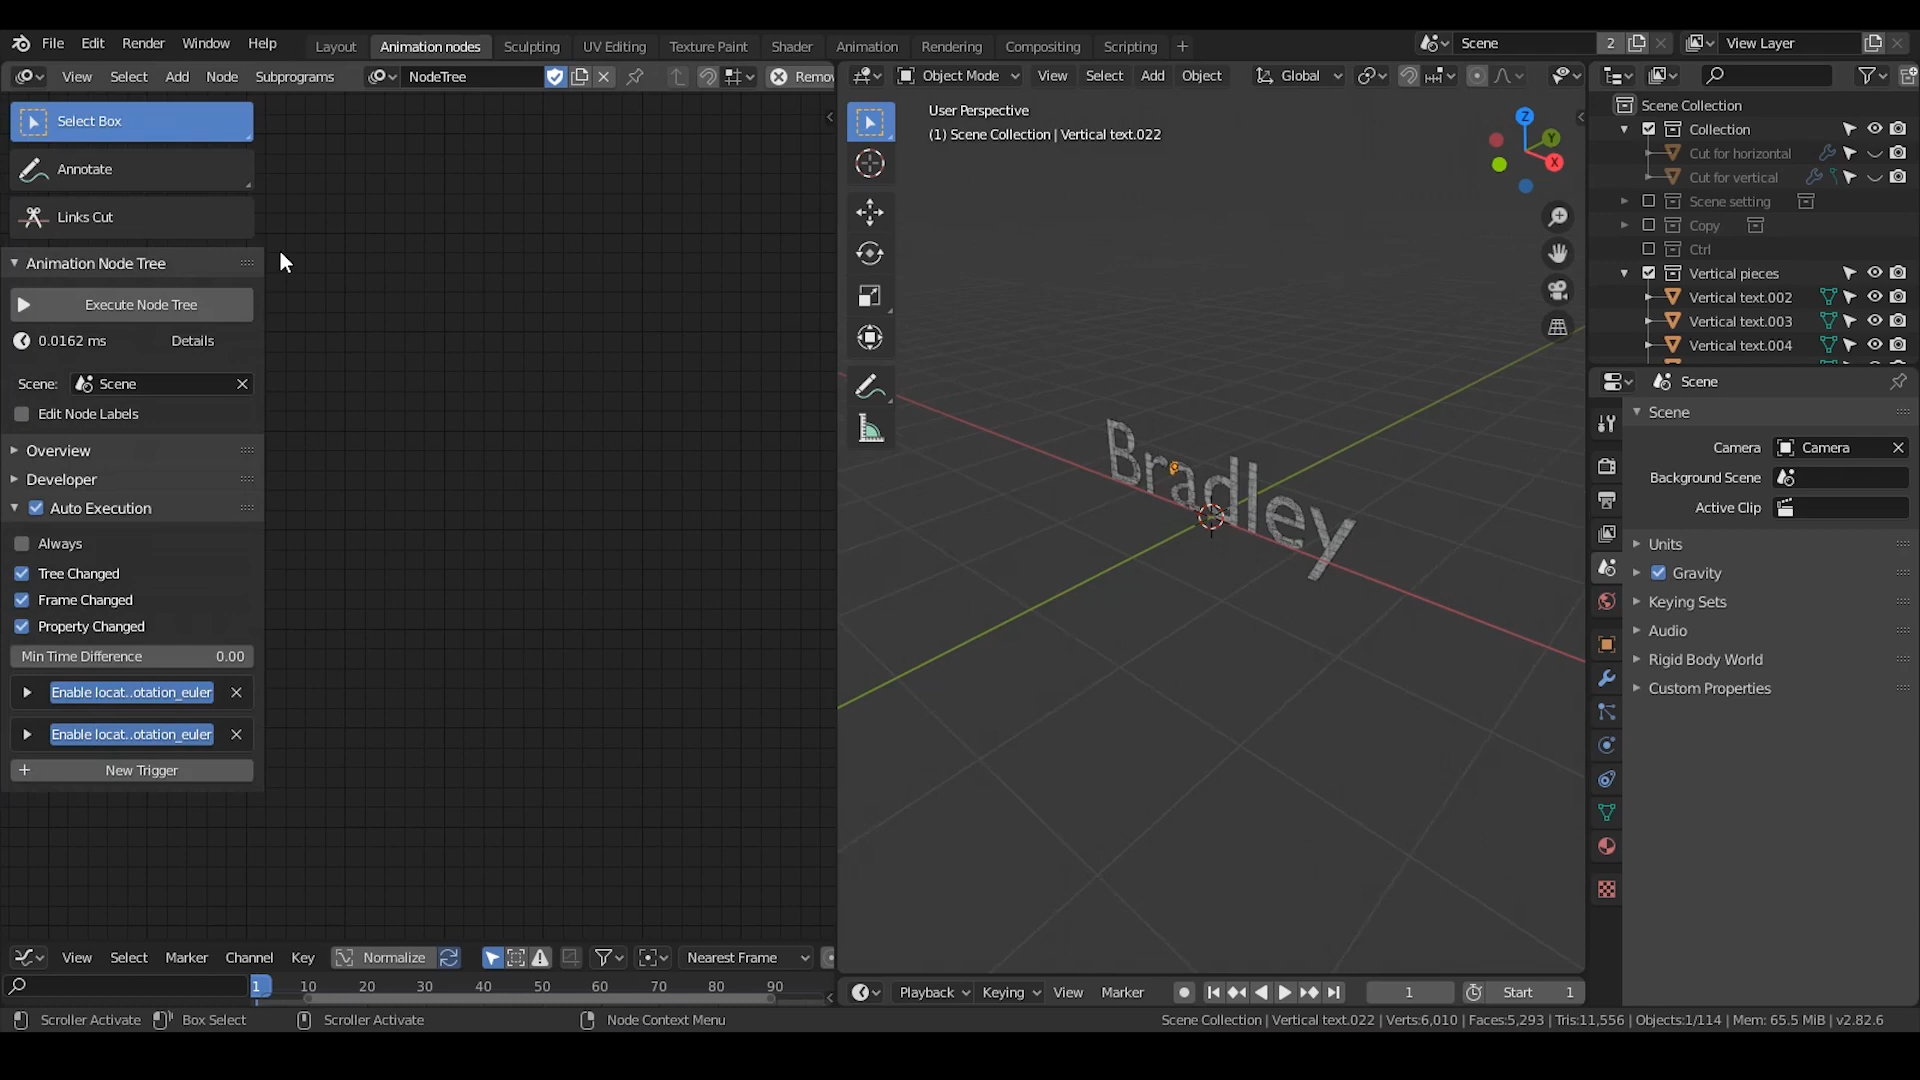 File Edit Render Window Help Layout Animation nodes Sculpting UV Editing Texture Paint Shader Animation Rendering Compositing Scripting + Scene 2 View Layer
View Select Add Node Subprograms NodeTree Remov Object Mode View Select Add Object Global
Select Box
Annotate
Links Cut
Animation Node Tree
Execute Node Tree
0.0162 ms Details
Scene: Scene
Edit Node Labels
Overview
Developer
Auto Execution
Always
Tree Changed
Frame Changed
Property Changed
Min Time Difference 0.00
Enable locat..otation_euler
Enable locat..otation_euler
New Trigger
User Perspective
(1) Scene Collection | Vertical text.022
Z
Y
X
Bradley
Scene Collection
Collection
Cut for horizontal
Cut for vertical
Scene setting
Copy
Ctrl
Vertical pieces
Vertical text.002
Vertical text.003
Vertical text.004
Scene
Scene
Camera Camera
Background Scene
Active Clip
Units
Gravity
Keying Sets
Audio
Rigid Body World
Custom Properties
View Select Marker Channel Key Normalize Nearest Frame
1 10 20 30 40 50 60 70 80 90
Playback Keying View Marker 1 Start 1
Scroller Activate Box Select Scroller Activate Node Context Menu
Scene Collection | Vertical text.022 | Verts:6,010 | Faces:5,293 | Tris:11,556 | Objects:1/114 | Mem: 65.5 MiB | v2.82.6